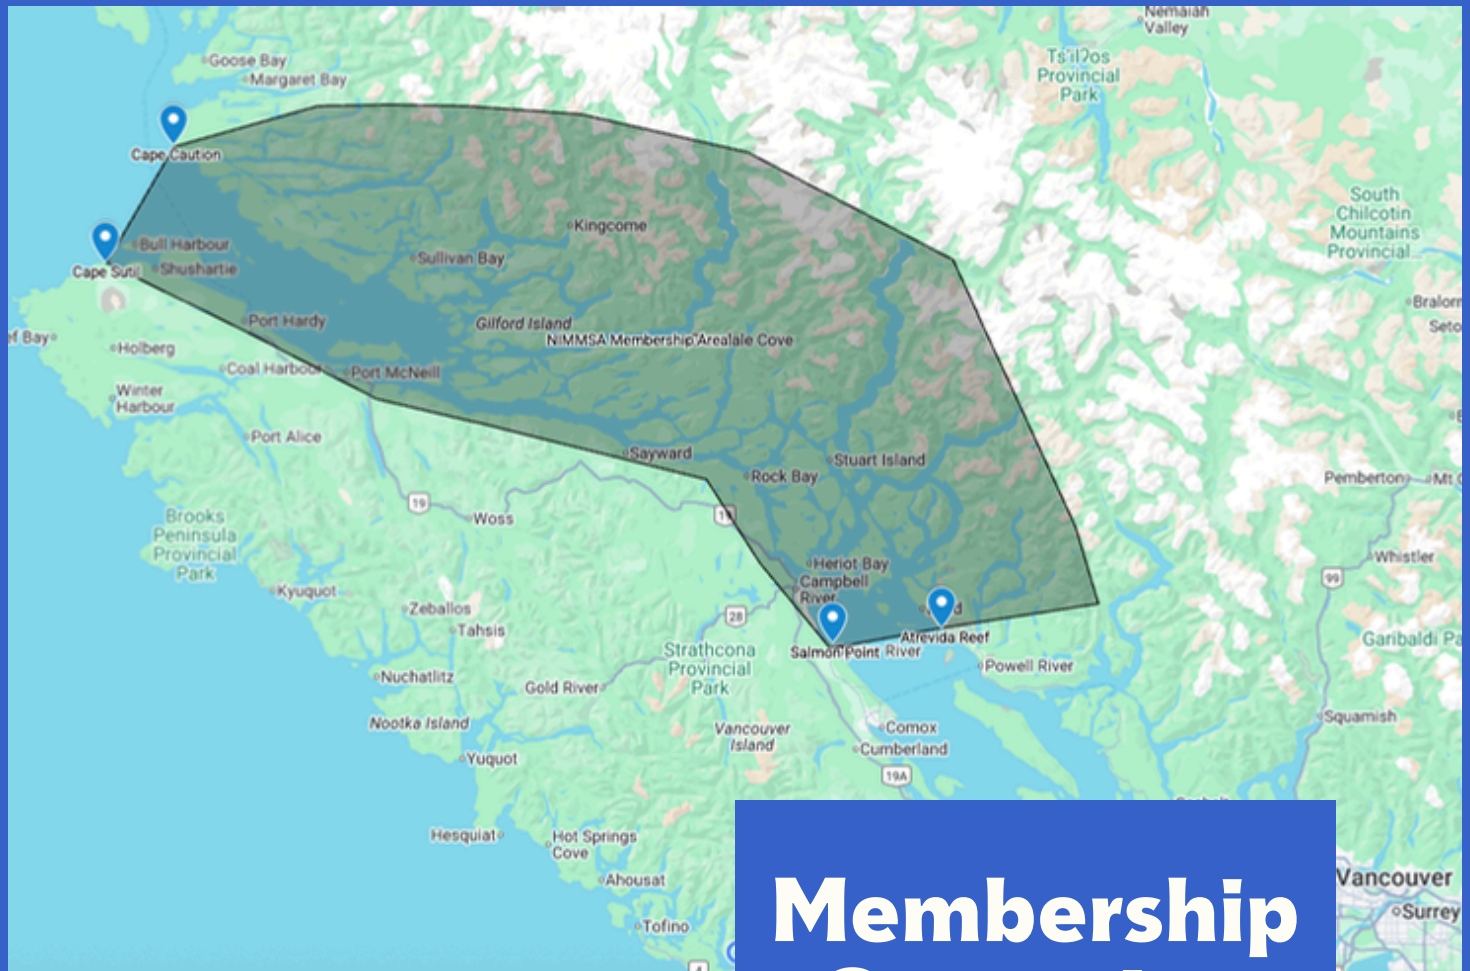 Nemaiah
Valley
Goose Bay
Margaret Bay
Ts'ilʔos
Provincial
Park
Cape Caution
South
Chilcotin
Mountains
Provincial...
Kingcome
Bull Harbour
Sullivan Bay
Cape Sutil
Shushartie
Port Hardy
Gilford Island
NIMMSA Membership Area
Cove
Holberg
Coal Harbour
Port McNeill
Winter
Harbour
Port Alice
Sayward
Stuart Island
Rock Bay
Pemberton
19
Woss
19
Brooks
Peninsula
Provincial
Park
Whistler
99
Heriot Bay
Campbell
River
Kyuquot
Zeballos
28
Tahsis
Atrevida Reef
Salmon Point
River
Strathcona
Provincial
Park
Powell River
Nuchatlitz
Gold River
Nootka Island
Vancouver
Island
Squamish
Comox
Cumberland
Yuquot
19A
Hesquiat
Hot Springs
Cove
Ahousat
Vancouver
Surrey
Tofino
4
Membership